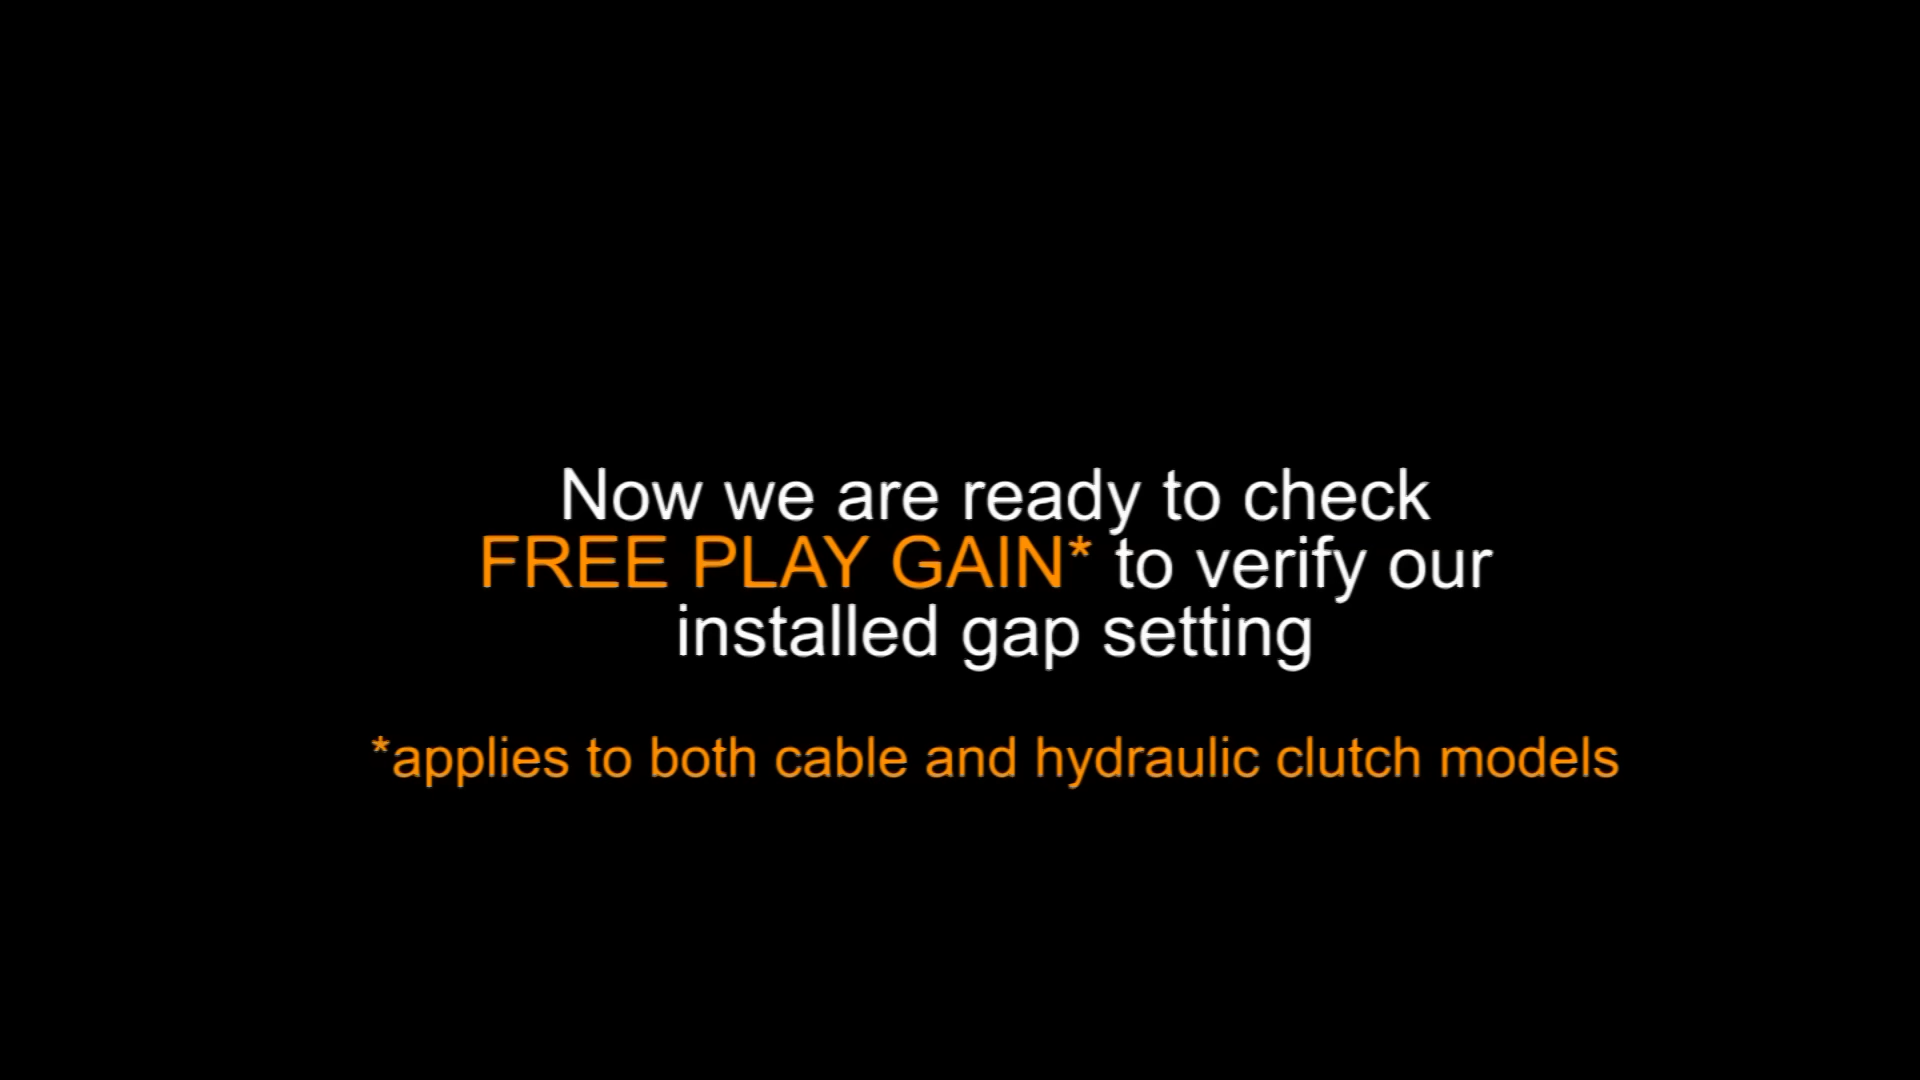 Now we are ready to check
FREE PLAY GAIN* to verify our
installed gap setting
*applies to both cable and hydraulic clutch models